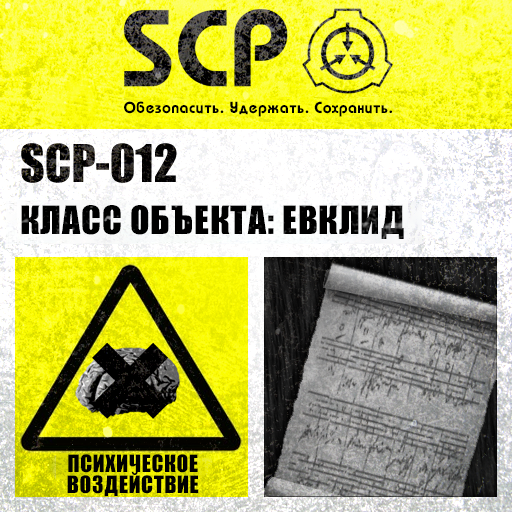 SCP
Обезопасить. Удержать. Сохранить.
SCP-012
КЛАСС ОБЪЕКТА: ЕВКЛИД
ПСИХИЧЕСКОЕ
ВОЗДЕЙСТВИЕ